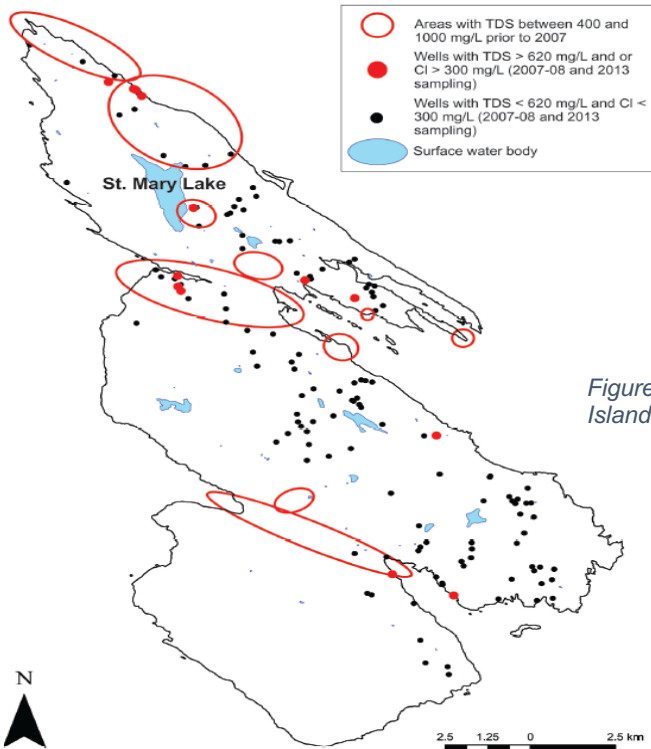 Areas with TDS between 400 and
1000 mg/L prior to 2007
Wells with TDS > 620 mg/L and or
Cl > 300 mg/L (2007-08 and 2013
sampling)
Wells with TDS < 620 mg/L and Cl <
300 mg/L (2007-08 and 2013
sampling)
Surface water body
St. Mary Lake
Figure
Island
N
2.5 1.25 0 2.5 km